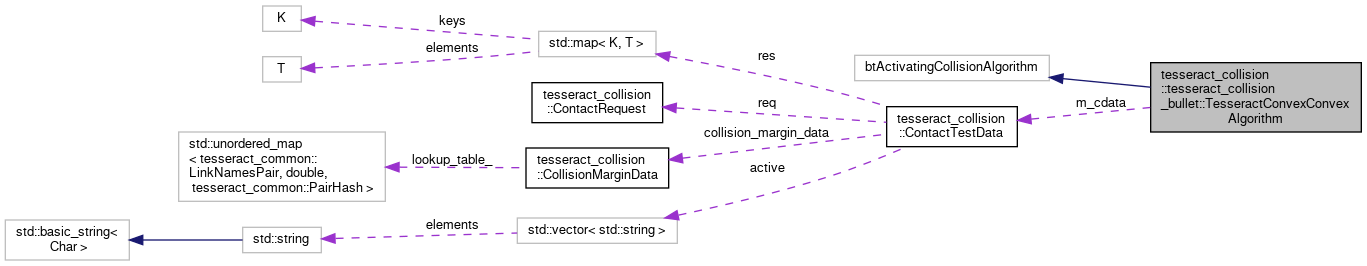 K
keys
T
elements
std::map< K, T >
res
btActivatingCollisionAlgorithm
tesseract_collision
::tesseract_collision
_bullet::TesseractConvexConvex
Algorithm
m_cdata
tesseract_collision
::ContactRequest
req
tesseract_collision
::ContactTestData
collision_margin_data
std::unordered_map
< tesseract_common::
LinkNamesPair, double,
tesseract_common::PairHash >
lookup_table_
tesseract_collision
::CollisionMarginData
active
std::basic_string<
Char >
std::string
elements
std::vector< std::string >